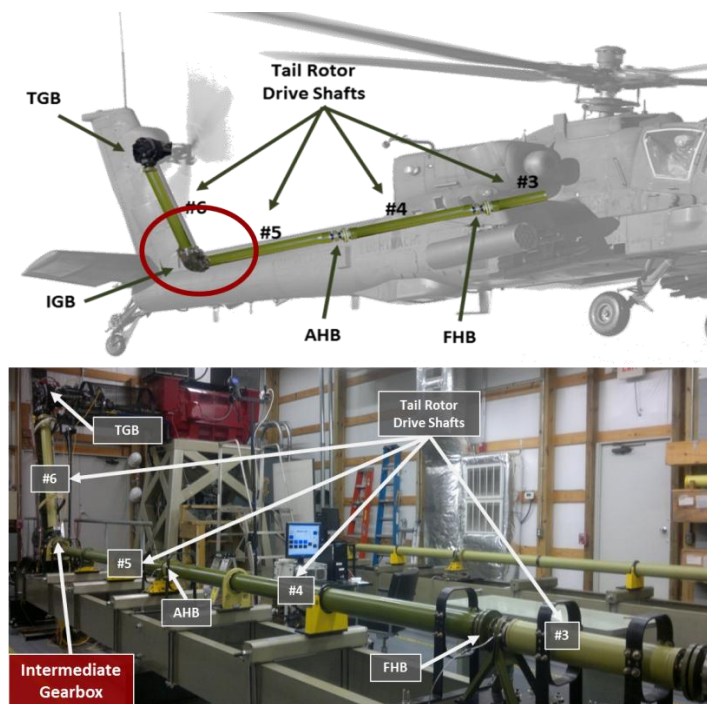 Tail Rotor
Drive Shafts
TGB
#3
#6
#4
#5
IGB
AHB
FHB
Tail Rotor
Drive Shafts
TGB
#6
#5
#4
AHB
#3
FHB
Intermediate
Gearbox